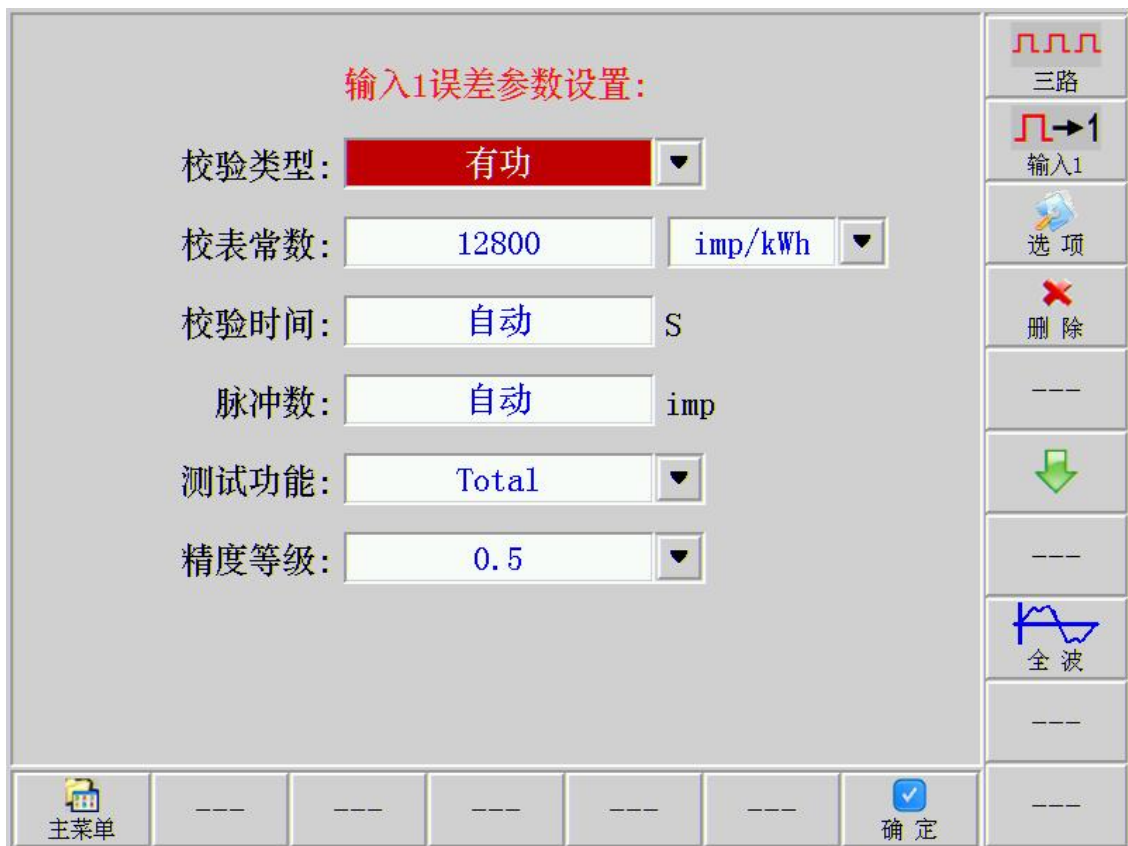 输入1误差参数设置:
校验类型: 有功
校表常数: 12800 imp/kWh
校验时间: 自动 S
脉冲数: 自动 imp
测试功能: Total
精度等级: 0.5
三路
1
输入1
选 项
删 除
---
---
全 波
---
---
主菜单 --- --- --- --- --- 确 定